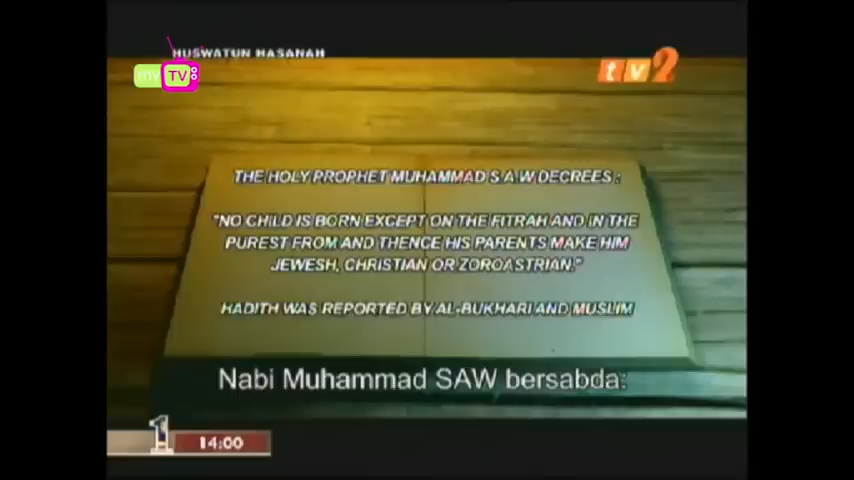 HUSWATUN HASANAH
my TV
tv2
THE HOLY PROPHET MUHAMMAD S.A.W DECREES :
"NO CHILD IS BORN EXCEPT ON THE FITRAH AND IN THE
PUREST FROM AND THENCE HIS PARENTS MAKE HIM
JEWESH, CHRISTIAN OR ZOROASTRIAN."
HADITH WAS REPORTED BY AL-BUKHARI AND MUSLIM
Nabi Muhammad SAW bersabda:
1 14:00